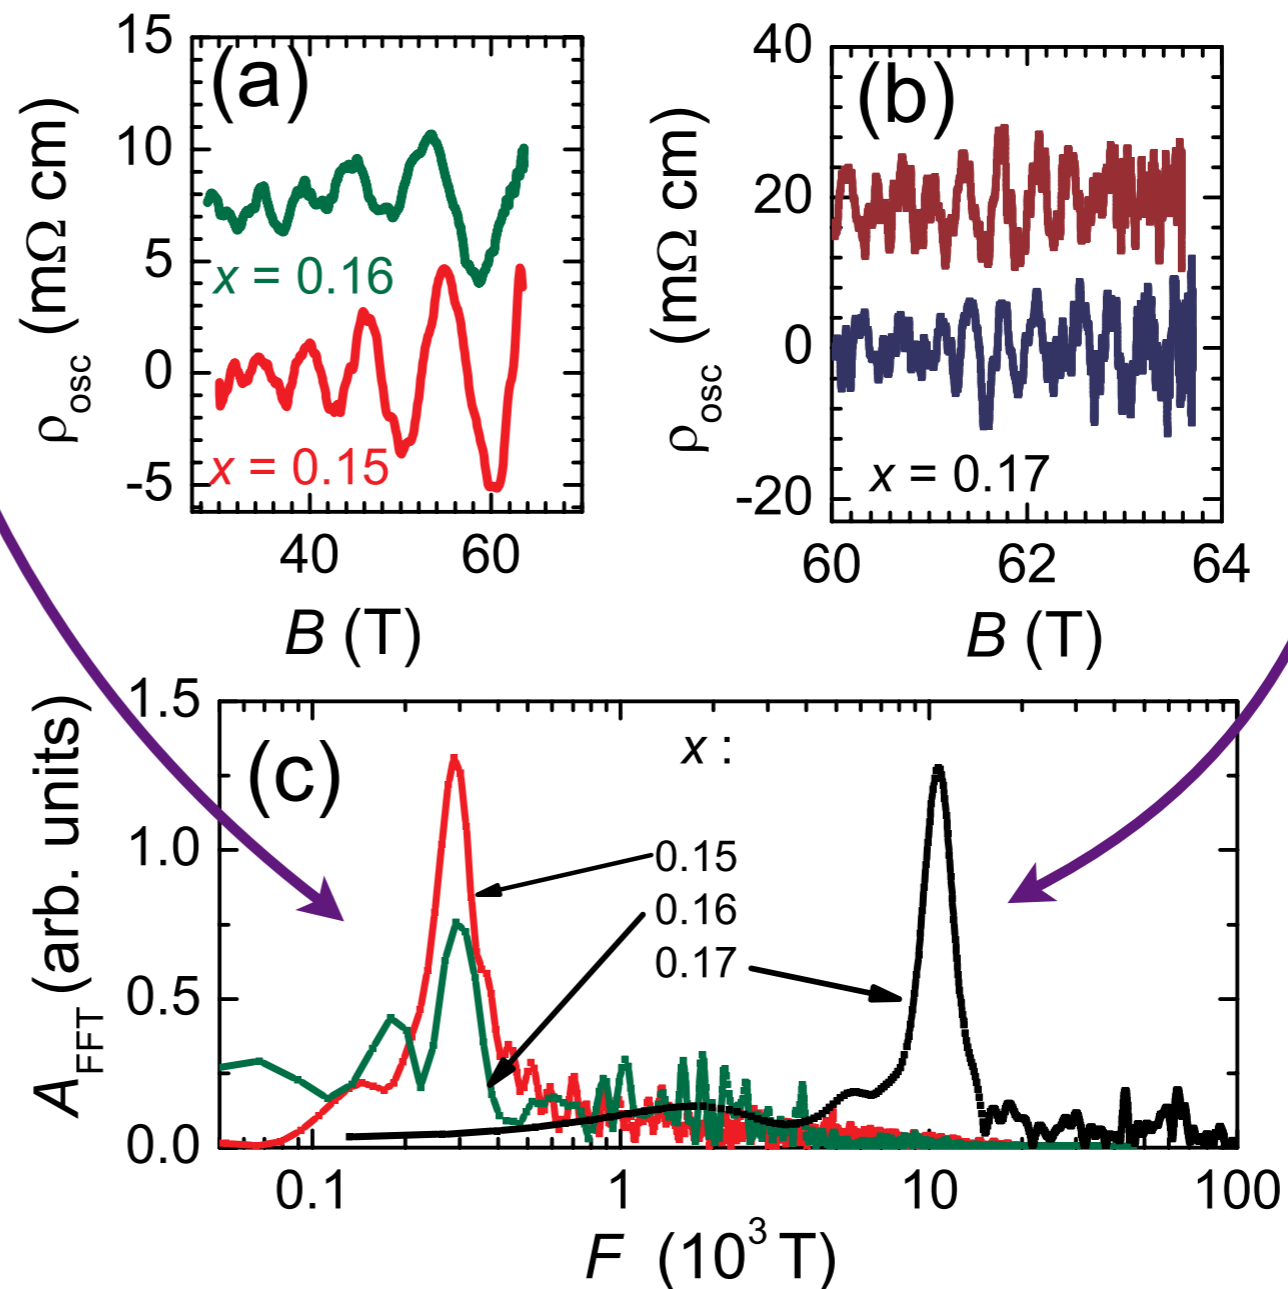 (a)
15
10
5
0
-5
ρosc (mΩ cm)
x = 0.16
x = 0.15
40 60
B (T)
(b)
40
20
0
-20
ρosc (mΩ cm)
x = 0.17
60 62 64
B (T)
(c)
1.5
1.0
0.5
0.0
AFFT (arb. units)
x :
0.15
0.16
0.17
0.1 1 10 100
F (10³ T)